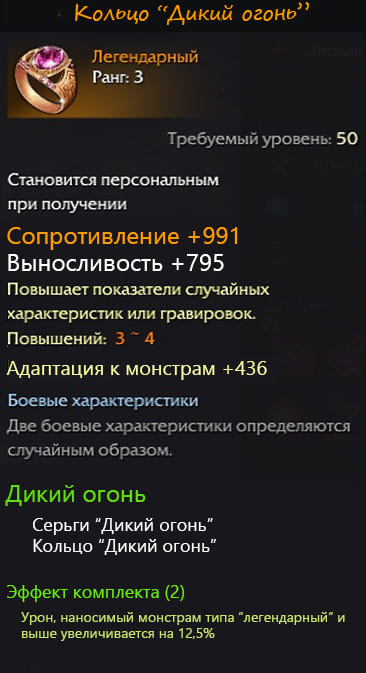 Кольцо “Дикий огонь”
Легендарный
Ранг: 3
Требуемый уровень: 50
Становится персональным
при получении
Сопротивление +991
Выносливость +795
Повышает показатели случайных
характеристик или гравировок.
Повышений: 3 ~ 4
Адаптация к монстрам +436
Боевые характеристики
Две боевые характеристики определяются
случайным образом.
Дикий огонь
Серьги “Дикий огонь”
Кольцо “Дикий огонь”
Эффект комплекта (2)
Урон, наносимый монстрам типа “легендарный” и
выше увеличивается на 12,5%